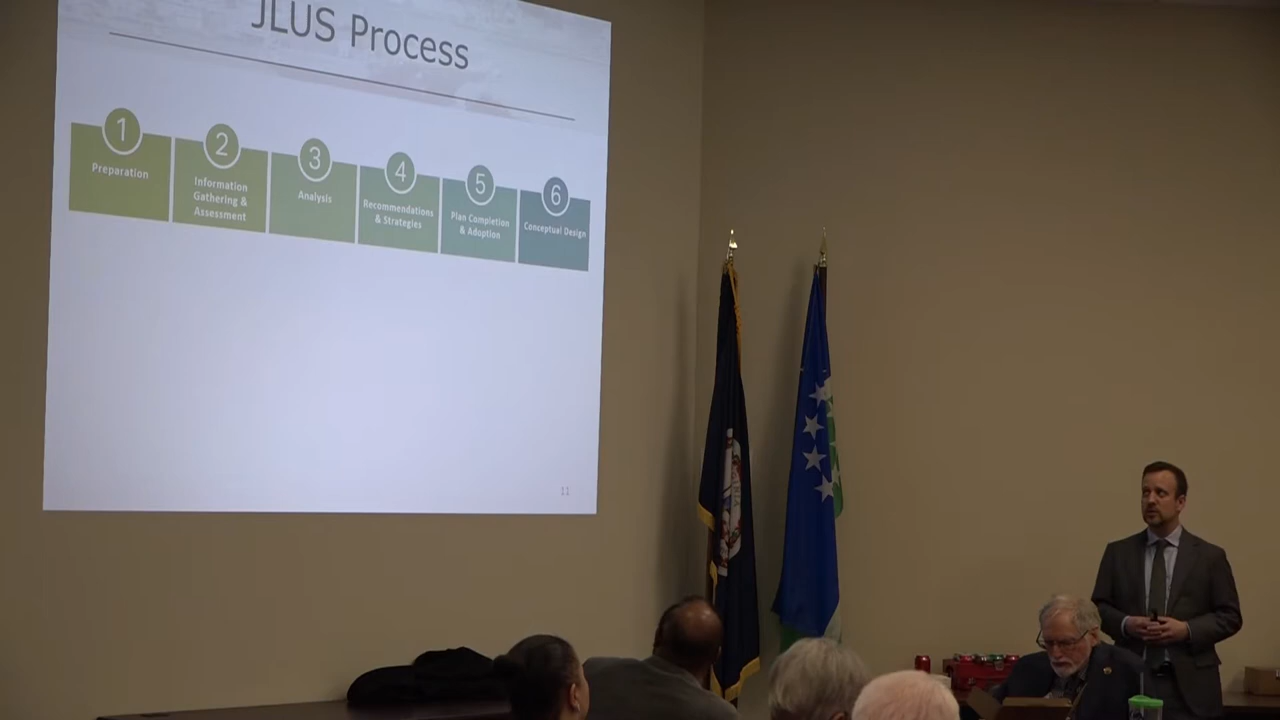 JLUS Process
1
Preparation
2
Information
Gathering &
Assessment
3
Analysis
4
Recommendations
& Strategies
5
Plan Completion
& Adoption
6
Conceptual Design
11